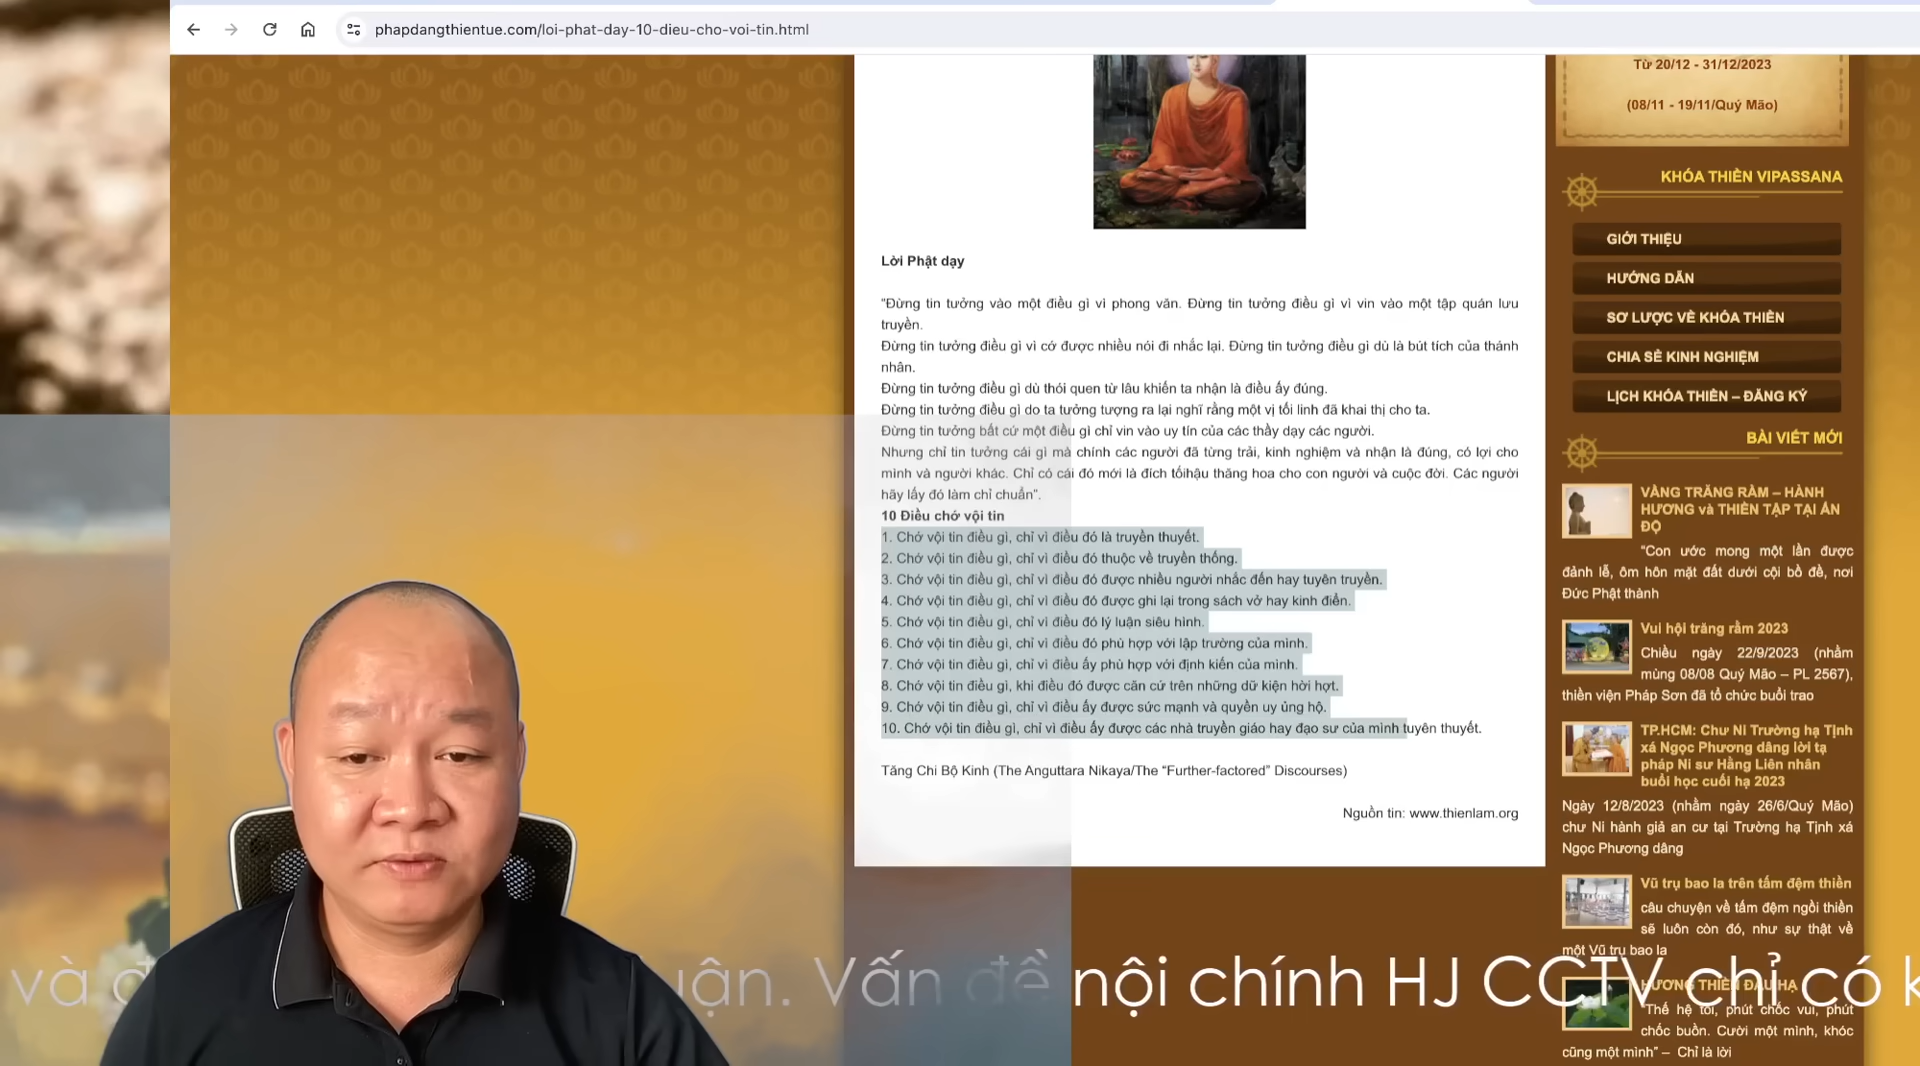 phapdangthientue.com/loi-phat-day-10-dieu-cho-voi-tin.html
Lời Phật dạy
"Đừng tin tưởng vào một điều gì vì phong văn. Đừng tin tưởng điều gì vì vin vào một tập quán lưu
truyền.
Đừng tin tưởng điều gì vì cớ được nhiều nói đi nhắc lại. Đừng tin tưởng điều gì dù là bút tích của thánh
nhân.
Đừng tin tưởng điều gì dù thói quen từ lâu khiến ta nhận là điều ấy đúng.
Đừng tin tưởng điều gì do ta tưởng tượng ra lại nghĩ rằng một vị tối linh đã khai thị cho ta.
Đừng tin tưởng bất cứ một điều gì chỉ vin vào uy tín của các thầy dạy các người.
Nhưng chỉ tin tưởng cái gì mà chính các người đã từng trải, kinh nghiệm và nhận là đúng, có lợi cho
mình và người khác. Chỉ có cái đó mới là đích tốihậu thăng hoa cho con người và cuộc đời. Các người
hãy lấy đó làm chỉ chuẩn".
10 Điều chớ vội tin
1. Chớ vội tin điều gì, chỉ vì điều đó là truyền thuyết.
2. Chớ vội tin điều gì, chỉ vì điều đó thuộc về truyền thống.
3. Chớ vội tin điều gì, chỉ vì điều đó được nhiều người nhắc đến hay tuyên truyền.
4. Chớ vội tin điều gì, chỉ vì điều đó được ghi lại trong sách vở hay kinh điển.
5. Chớ vội tin điều gì, chỉ vì điều đó lý luận siêu hình.
6. Chớ vội tin điều gì, chỉ vì điều đó phù hợp với lập trường của mình.
7. Chớ vội tin điều gì, chỉ vì điều ấy phù hợp với định kiến của mình.
8. Chớ vội tin điều gì, khi điều đó được căn cứ trên những dữ kiện hời hợt.
9. Chớ vội tin điều gì, chỉ vì điều ấy được sức mạnh và quyền uy ủng hộ.
10. Chớ vội tin điều gì, chỉ vì điều ấy được các nhà truyền giáo hay đạo sư của mình tuyên thuyết.
Tăng Chi Bộ Kinh (The Anguttara Nikaya/The "Further-factored" Discourses)
Nguồn tin: www.thienlam.org
Từ 20/12 - 31/12/2023
(08/11 - 19/11/Quý Mão)
KHÓA THIỀN VIPASSANA
GIỚI THIỆU
HƯỚNG DẪN
SƠ LƯỢC VỀ KHÓA THIỀN
CHIA SẺ KINH NGHIỆM
LỊCH KHÓA THIỀN – ĐĂNG KÝ
BÀI VIẾT MỚI
VẦNG TRĂNG RẰM – HÀNH
HƯƠNG và THIỀN TẬP TẠI ẤN
ĐỘ
"Con ước mong một lần được
đảnh lễ, ôm hôn mặt đất dưới cội bồ đề, nơi
Đức Phật thành
Vui hội trăng rằm 2023
Chiều ngày 22/9/2023 (nhằm
mùng 08/08 Quý Mão – PL 2567),
thiền viện Pháp Sơn đã tổ chức buổi trao
TP.HCM: Chư Ni Trường hạ Tịnh
xá Ngọc Phương dâng lời tạ
pháp Ni sư Hằng Liên nhân
buổi học cuối hạ 2023
Ngày 12/8/2023 (nhằm ngày 26/6/Quý Mão)
chư Ni hành giả an cư tại Trường hạ Tịnh xá
Ngọc Phương dâng
Vũ trụ bao la trên tấm đệm thiền
câu chuyện về tấm đệm ngồi thiền
sẽ luôn còn đó, như sự thật về
một Vũ trụ bao la
HƯƠNG THIỀN ĐẦU HẠ
"Thế hệ tôi, phút chốc vui, phút
chốc buồn. Cười một mình, khóc
cũng một mình" – Chỉ là lời
và đ uận. Vấn đề nội chính HJ CCTV chỉ có k